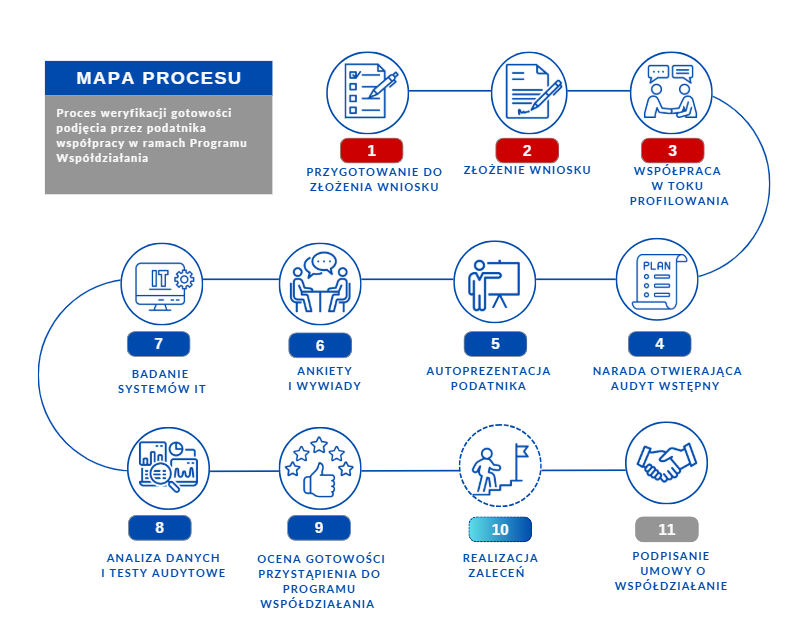 MAPA PROCESU
Proces weryfikacji gotowości
podjęcia przez podatnika
współpracy w ramach Programu
Współdziałania
1
PRZYGOTOWANIE DO
ZŁOŻENIA WNIOSKU
2
ZŁOŻENIE WNIOSKU
3
WSPÓŁPRACA
W TOKU
PROFILOWANIA
PLAN
4
NARADA OTWIERAJĄCA
AUDYT WSTĘPNY
5
AUTOPREZENTACJA
PODATNIKA
6
ANKIETY
I WYWIADY
IT
7
BADANIE
SYSTEMÓW IT
8
ANALIZA DANYCH
I TESTY AUDYTOWE
9
OCENA GOTOWOŚCI
PRZYSTĄPIENIA DO
PROGRAMU
WSPÓŁDZIAŁANIA
10
REALIZACJA
ZALECEŃ
11
PODPISANIE
UMOWY O
WSPÓŁDZIAŁANIE